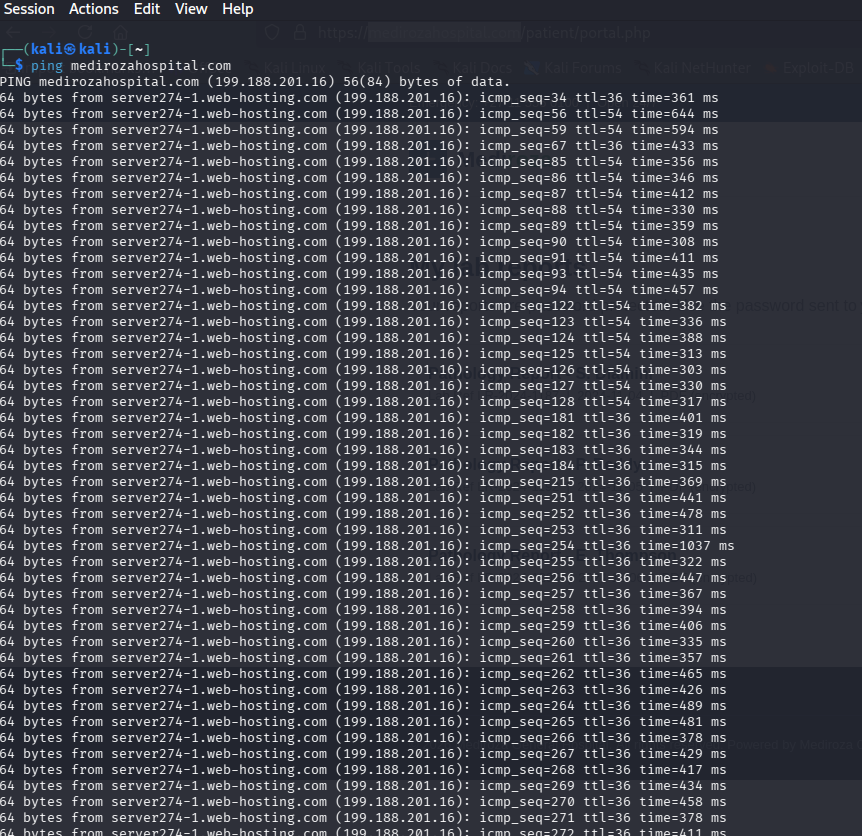 Session Actions Edit View Help
https://medirozahospital.com/patient/portal.php
Kali Linux Kali Tools Kali Docs Kali Forums Kali NetHunter Exploit-DB
┌──(kali㉿kali)-[~]
└─$ ping medirozahospital.com
PING medirozahospital.com (199.188.201.16) 56(84) bytes of data.
64 bytes from server274-1.web-hosting.com (199.188.201.16): icmp_seq=34 ttl=36 time=361 ms
64 bytes from server274-1.web-hosting.com (199.188.201.16): icmp_seq=56 ttl=54 time=644 ms
64 bytes from server274-1.web-hosting.com (199.188.201.16): icmp_seq=59 ttl=54 time=594 ms
64 bytes from server274-1.web-hosting.com (199.188.201.16): icmp_seq=67 ttl=36 time=433 ms
64 bytes from server274-1.web-hosting.com (199.188.201.16): icmp_seq=85 ttl=54 time=356 ms
64 bytes from server274-1.web-hosting.com (199.188.201.16): icmp_seq=86 ttl=54 time=346 ms
64 bytes from server274-1.web-hosting.com (199.188.201.16): icmp_seq=87 ttl=54 time=412 ms
64 bytes from server274-1.web-hosting.com (199.188.201.16): icmp_seq=88 ttl=54 time=330 ms
64 bytes from server274-1.web-hosting.com (199.188.201.16): icmp_seq=89 ttl=54 time=359 ms
64 bytes from server274-1.web-hosting.com (199.188.201.16): icmp_seq=90 ttl=54 time=308 ms
64 bytes from server274-1.web-hosting.com (199.188.201.16): icmp_seq=91 ttl=54 time=411 ms
64 bytes from server274-1.web-hosting.com (199.188.201.16): icmp_seq=93 ttl=54 time=435 ms
64 bytes from server274-1.web-hosting.com (199.188.201.16): icmp_seq=94 ttl=54 time=457 ms
64 bytes from server274-1.web-hosting.com (199.188.201.16): icmp_seq=122 ttl=54 time=382 ms
password sent to
64 bytes from server274-1.web-hosting.com (199.188.201.16): icmp_seq=123 ttl=54 time=336 ms
64 bytes from server274-1.web-hosting.com (199.188.201.16): icmp_seq=124 ttl=54 time=388 ms
64 bytes from server274-1.web-hosting.com (199.188.201.16): icmp_seq=125 ttl=54 time=313 ms
64 bytes from server274-1.web-hosting.com (199.188.201.16): icmp_seq=126 ttl=54 time=303 ms
64 bytes from server274-1.web-hosting.com (199.188.201.16): icmp_seq=127 ttl=54 time=330 ms
64 bytes from server274-1.web-hosting.com (199.188.201.16): icmp_seq=128 ttl=54 time=317 ms
64 bytes from server274-1.web-hosting.com (199.188.201.16): icmp_seq=181 ttl=36 time=401 ms
64 bytes from server274-1.web-hosting.com (199.188.201.16): icmp_seq=182 ttl=36 time=319 ms
64 bytes from server274-1.web-hosting.com (199.188.201.16): icmp_seq=183 ttl=36 time=344 ms
64 bytes from server274-1.web-hosting.com (199.188.201.16): icmp_seq=184 ttl=36 time=315 ms
64 bytes from server274-1.web-hosting.com (199.188.201.16): icmp_seq=215 ttl=36 time=369 ms
64 bytes from server274-1.web-hosting.com (199.188.201.16): icmp_seq=251 ttl=36 time=441 ms
64 bytes from server274-1.web-hosting.com (199.188.201.16): icmp_seq=252 ttl=36 time=478 ms
64 bytes from server274-1.web-hosting.com (199.188.201.16): icmp_seq=253 ttl=36 time=311 ms
64 bytes from server274-1.web-hosting.com (199.188.201.16): icmp_seq=254 ttl=36 time=1037 ms
64 bytes from server274-1.web-hosting.com (199.188.201.16): icmp_seq=255 ttl=36 time=322 ms
64 bytes from server274-1.web-hosting.com (199.188.201.16): icmp_seq=256 ttl=36 time=447 ms
64 bytes from server274-1.web-hosting.com (199.188.201.16): icmp_seq=257 ttl=36 time=367 ms
64 bytes from server274-1.web-hosting.com (199.188.201.16): icmp_seq=258 ttl=36 time=394 ms
64 bytes from server274-1.web-hosting.com (199.188.201.16): icmp_seq=259 ttl=36 time=406 ms
64 bytes from server274-1.web-hosting.com (199.188.201.16): icmp_seq=260 ttl=36 time=335 ms
64 bytes from server274-1.web-hosting.com (199.188.201.16): icmp_seq=261 ttl=36 time=357 ms
64 bytes from server274-1.web-hosting.com (199.188.201.16): icmp_seq=262 ttl=36 time=465 ms
64 bytes from server274-1.web-hosting.com (199.188.201.16): icmp_seq=263 ttl=36 time=426 ms
64 bytes from server274-1.web-hosting.com (199.188.201.16): icmp_seq=264 ttl=36 time=489 ms
64 bytes from server274-1.web-hosting.com (199.188.201.16): icmp_seq=265 ttl=36 time=481 ms
64 bytes from server274-1.web-hosting.com (199.188.201.16): icmp_seq=266 ttl=36 time=378 ms
Powered by Mediroza
64 bytes from server274-1.web-hosting.com (199.188.201.16): icmp_seq=267 ttl=36 time=429 ms
64 bytes from server274-1.web-hosting.com (199.188.201.16): icmp_seq=268 ttl=36 time=417 ms
64 bytes from server274-1.web-hosting.com (199.188.201.16): icmp_seq=269 ttl=36 time=434 ms
64 bytes from server274-1.web-hosting.com (199.188.201.16): icmp_seq=270 ttl=36 time=458 ms
64 bytes from server274-1.web-hosting.com (199.188.201.16): icmp_seq=271 ttl=36 time=378 ms
64 bytes from server274-1.web-hosting.com (199.188.201.16): icmp_seq=272 ttl=36 time=411 ms